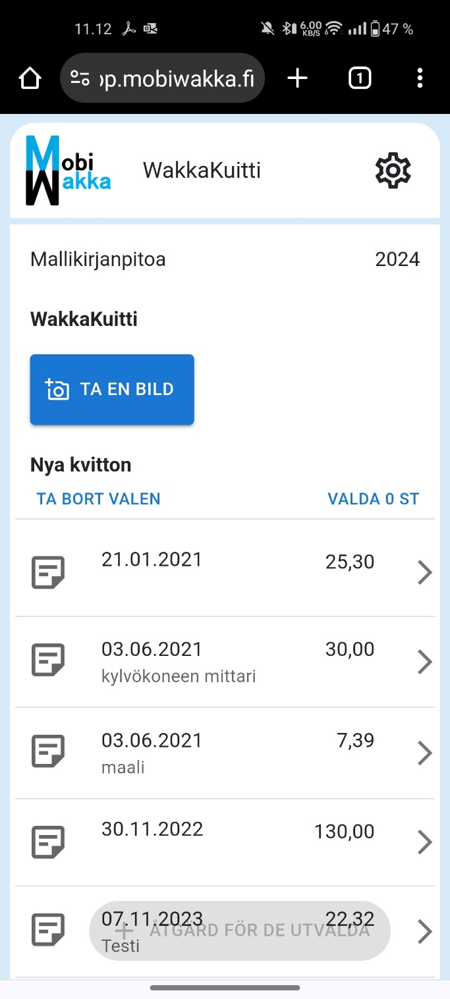 11.12
6.00
KB/S
47 %
op.mobiwakka.fi
1
Mobi
Wakka
WakkaKuitti
Mallikirjanpitoa 2024
WakkaKuitti
TA EN BILD
Nya kvitton
TA BORT VALEN VALDA 0 ST
21.01.2021 25,30
03.06.2021 30,00
kylvökoneen mittari
03.06.2021 7,39
maali
30.11.2022 130,00
07.11.2023 22,32
+ ÅTGÄRD FÖR DE UTVALDA
Testi